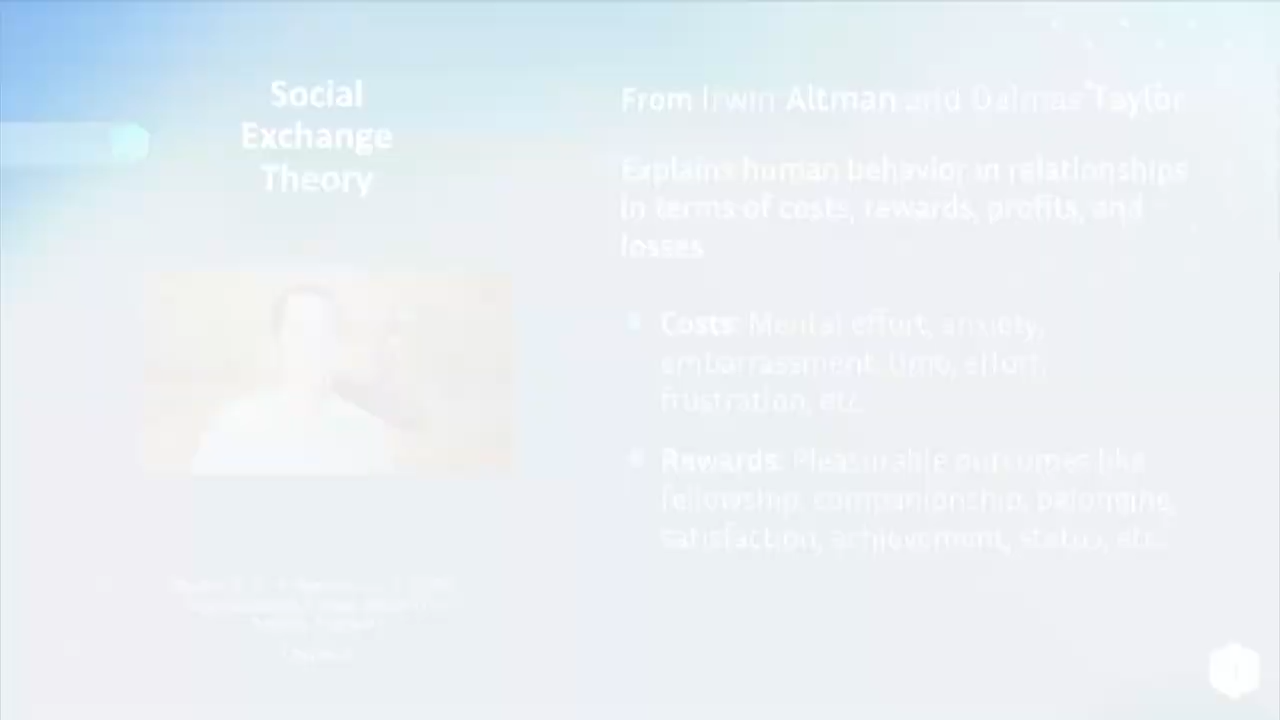 Social
Exchange
Theory
From Irwin Altman and Dalmas Taylor
Explains human behavior in relationships
in terms of costs, rewards, profits, and
losses
Costs: Mental effort, anxiety,
embarrassment, time, effort,
frustration, etc.
Rewards: Pleasurable outcomes like
fellowship, companionship, belonging,
satisfaction, achievement, status, etc.